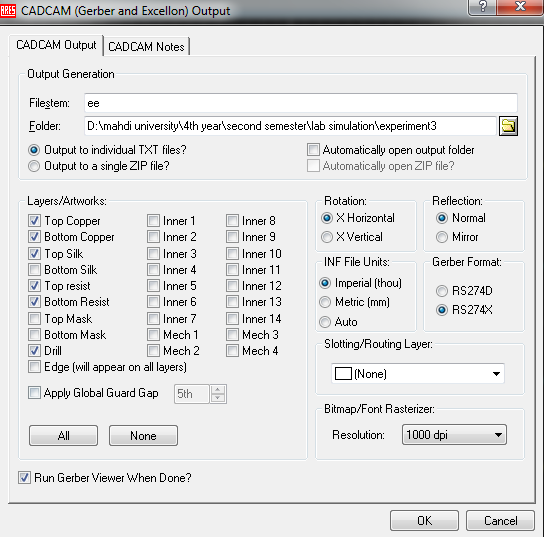 ARES CADCAM (Gerber and Excellon) Output ?
CADCAM Output CADCAM Notes
Output Generation
Filestem: ee
Folder: D:\mahdi university\4th year\second semester\lab simulation\experiment3
Output to individual TXT files? Automatically open output folder
Output to a single ZIP file? Automatically open ZIP file?
Layers/Artworks: Rotation: Reflection:
Top Copper Inner 1 Inner 8 X Horizontal Normal
Bottom Copper Inner 2 Inner 9 X Vertical Mirror
Top Silk Inner 3 Inner 10
Bottom Silk Inner 4 Inner 11 INF File Units: Gerber Format:
Top resist Inner 5 Inner 12 Imperial (thou) RS274D
Bottom Resist Inner 6 Inner 13 Metric (mm) RS274X
Top Mask Inner 7 Inner 14 Auto
Bottom Mask Mech 1 Mech 3
Drill Mech 2 Mech 4 Slotting/Routing Layer:
Edge (will appear on all layers) (None)
Apply Global Guard Gap 5th
Bitmap/Font Rasterizer:
All None Resolution: 1000 dpi
Run Gerber Viewer When Done?
OK Cancel